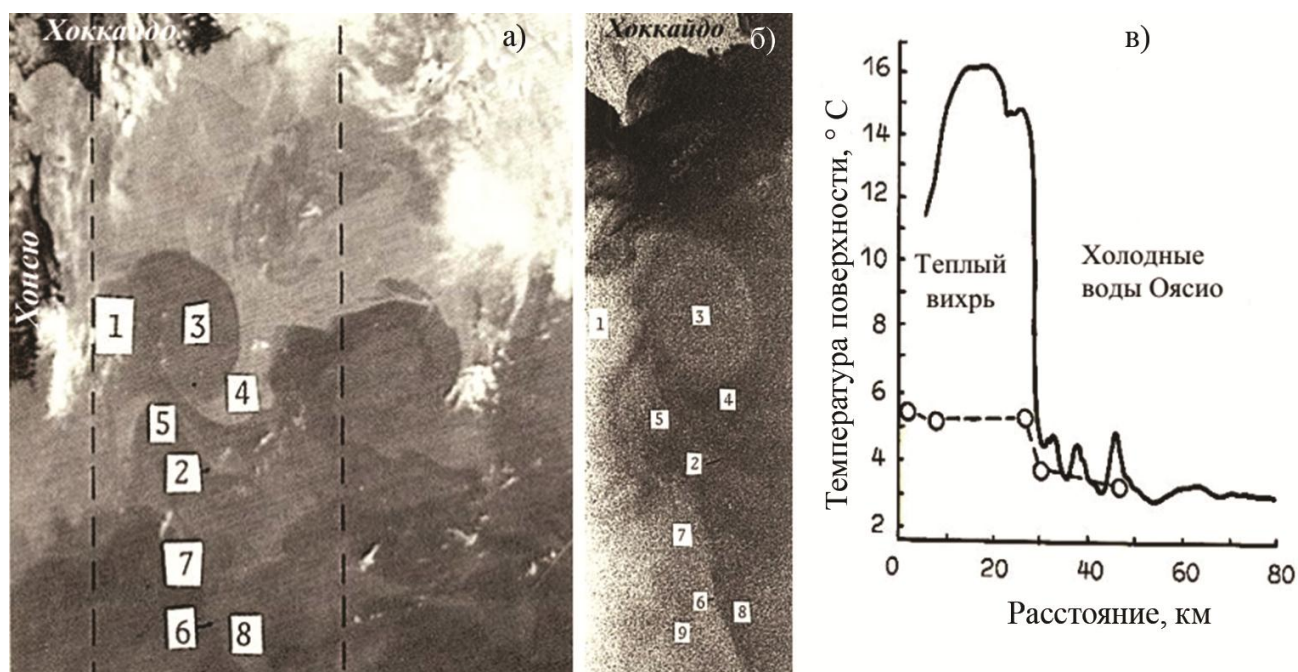 Хоккайдо
а)
Хонсю
1
3
4
5
2
7
6
8
Хоккайдо
б)
1
3
4
5
2
7
6
8
9
в)
Температура поверхности, ° С
16
14
12
10
8
6
4
2
Теплый
вихрь
Холодные
воды Оясио
0
20
40
60
80
Расстояние, км